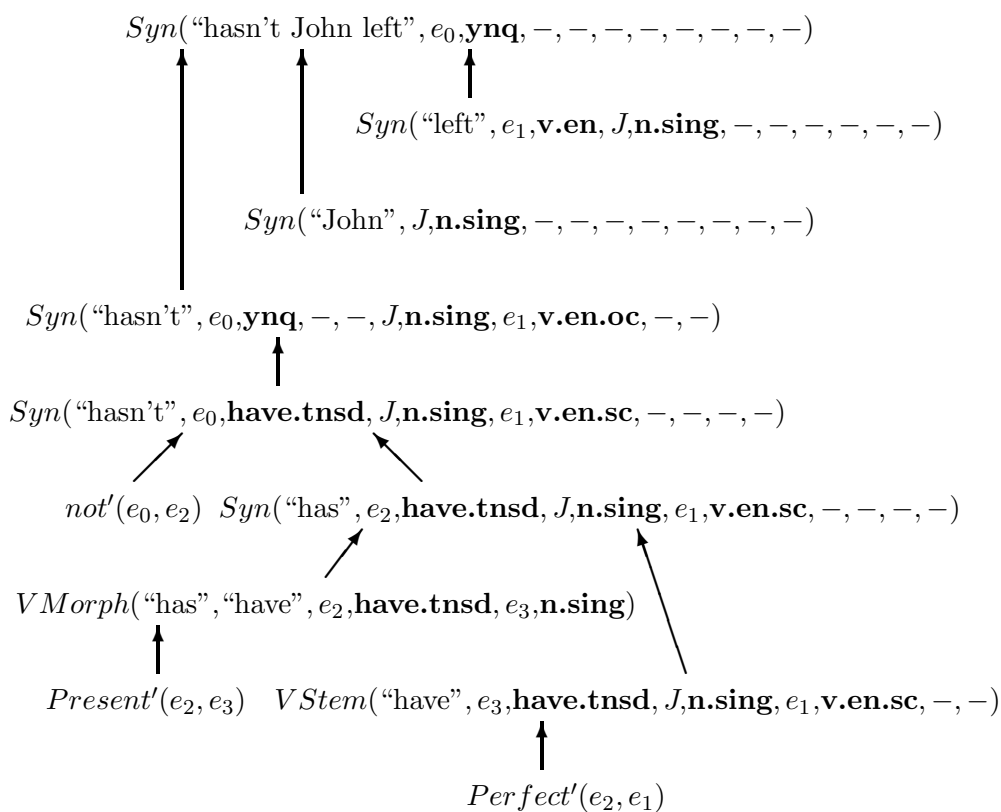 Syn(“hasn't John left”, e₀,ynq, −, −, −, −, −, −, −, −)
Syn(“left”, e₁,v.en, J,n.sing, −, −, −, −, −, −)
Syn(“John”, J,n.sing, −, −, −, −, −, −, −, −)
Syn(“hasn't”, e₀,ynq, −, −, J,n.sing, e₁,v.en.oc, −, −)
Syn(“hasn't”, e₀,have.tnsd, J,n.sing, e₁,v.en.sc, −, −, −, −)
not′(e₀, e₂) Syn(“has”, e₂,have.tnsd, J,n.sing, e₁,v.en.sc, −, −, −, −)
VMorph(“has”,“have”, e₂,have.tnsd, e₃,n.sing)
Present′(e₂, e₃) VStem(“have”, e₃,have.tnsd, J,n.sing, e₁,v.en.sc, −, −)
Perfect′(e₂, e₁)